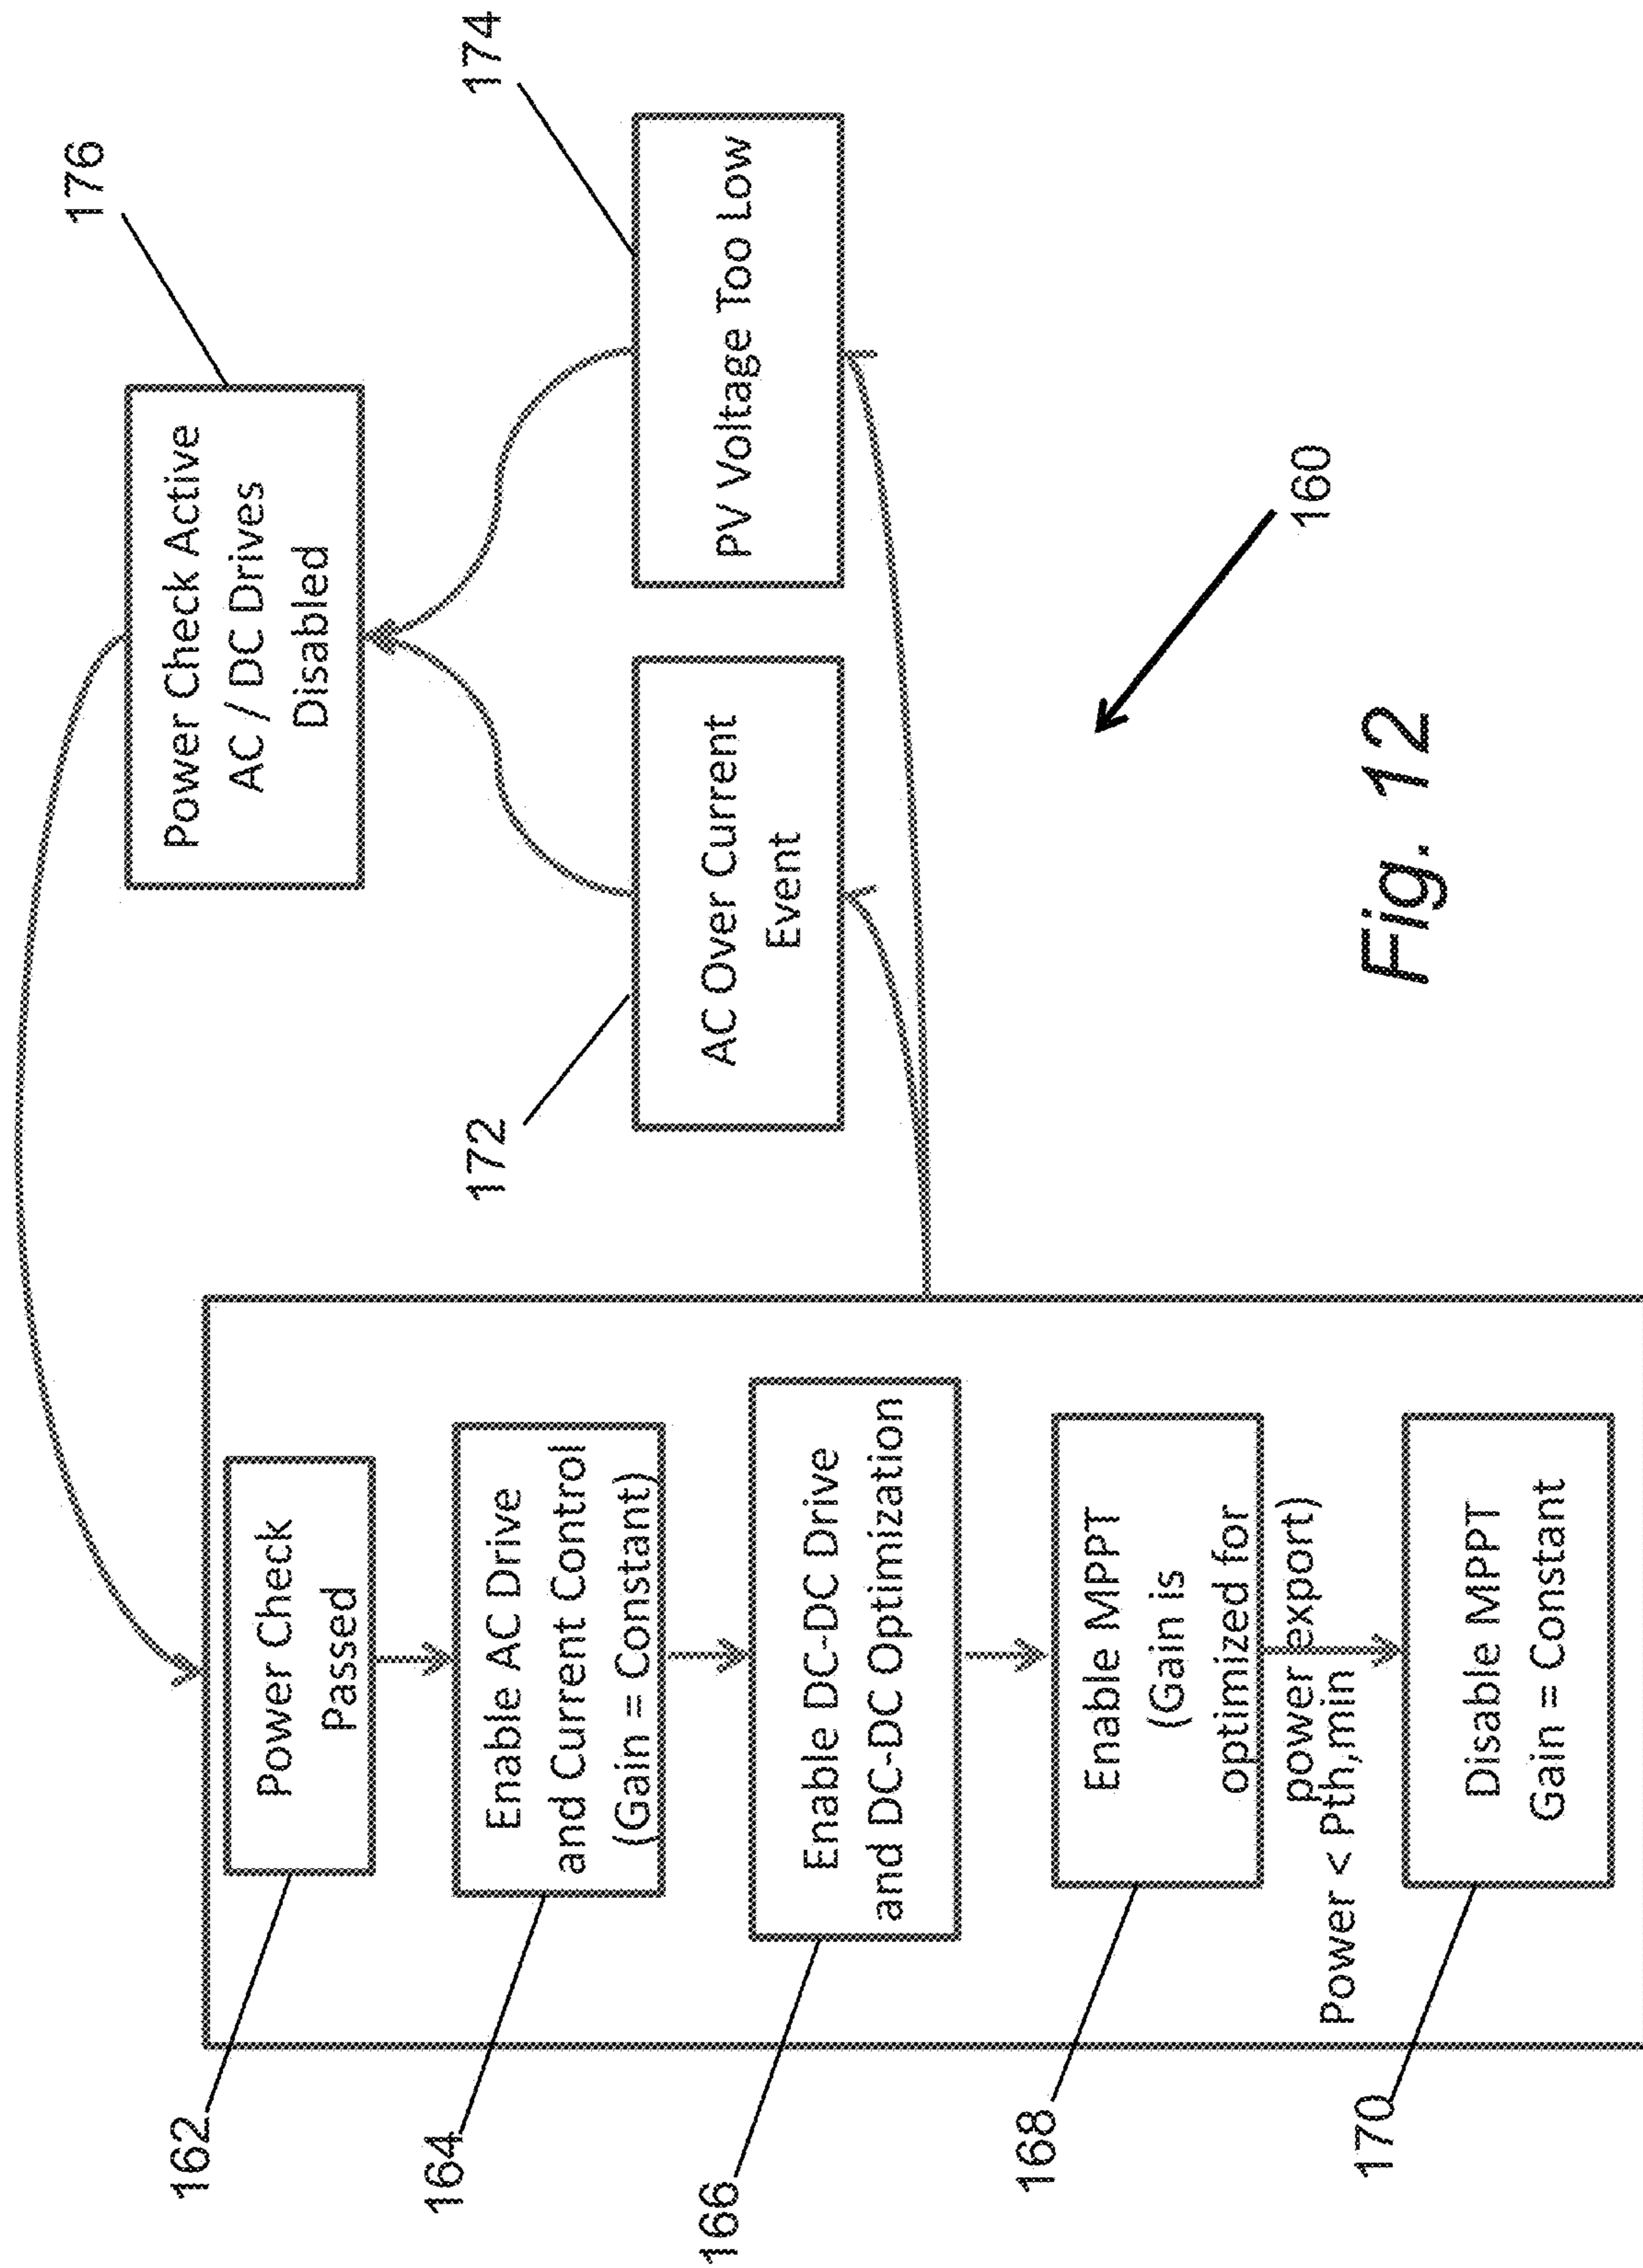 176
Power Check Active
AC / DC Drives
Disabled
162
Power Check
Passed
164
Enable AC Drive
and Current Control
(Gain = Constant)
166
Enable DC-DC Drive
and DC-DC Optimization
168
Enable MPPT
(Gain is
optimized for
power export)
Power < Pth,min
170
Disable MPPT
Gain = Constant
172
AC Over Current
Event
174
PV Voltage Too Low
160
Fig. 12